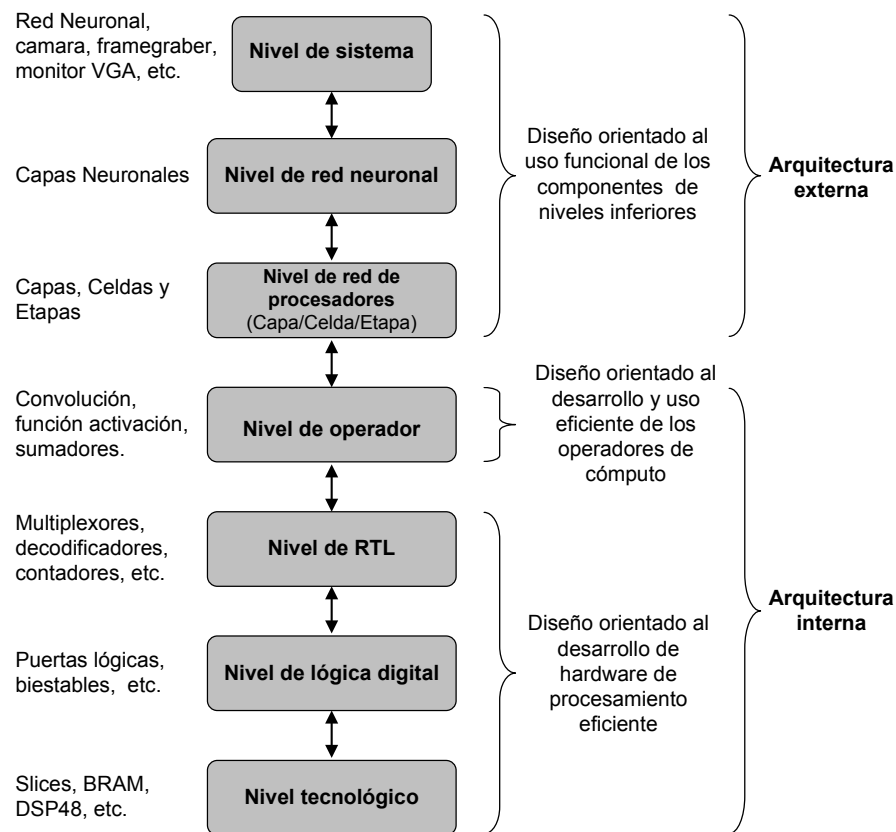 Red Neuronal,
camara, framegraber,
monitor VGA, etc.
Nivel de sistema
Capas Neuronales
Nivel de red neuronal
Diseño orientado al
uso funcional de los
componentes de
niveles inferiores
Arquitectura
externa
Capas, Celdas y
Etapas
Nivel de red de
procesadores
(Capa/Celda/Etapa)
Convolución,
función activación,
sumadores.
Nivel de operador
Diseño orientado al
desarrollo y uso
eficiente de los
operadores de
cómputo
Multiplexores,
decodificadores,
contadores, etc.
Nivel de RTL
Puertas lógicas,
biestables, etc.
Nivel de lógica digital
Diseño orientado al
desarrollo de
hardware de
procesamiento
eficiente
Arquitectura
interna
Slices, BRAM,
DSP48, etc.
Nivel tecnológico